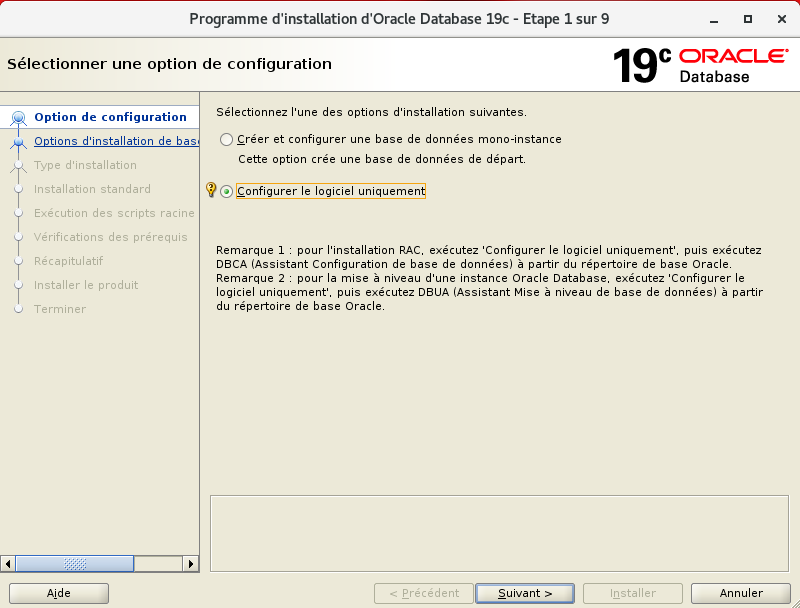 Programme d'installation d'Oracle Database 19c - Etape 1 sur 9
Sélectionner une option de configuration
19c ORACLE
Database
Option de configuration
Options d'installation de base
Type d'installation
Installation standard
Exécution des scripts racine
Vérifications des prérequis
Récapitulatif
Installer le produit
Terminer
Sélectionnez l'une des options d'installation suivantes.
Créer et configurer une base de données mono-instance
Cette option crée une base de données de départ.
Configurer le logiciel uniquement
Remarque 1 : pour l'installation RAC, exécutez 'Configurer le logiciel uniquement', puis exécutez
DBCA (Assistant Configuration de base de données) à partir du répertoire de base Oracle.
Remarque 2 : pour la mise à niveau d'une instance Oracle Database, exécutez 'Configurer le
logiciel uniquement', puis exécutez DBUA (Assistant Mise à niveau de base de données) à partir
du répertoire de base Oracle.
Aide
< Précédent
Suivant >
Installer
Annuler